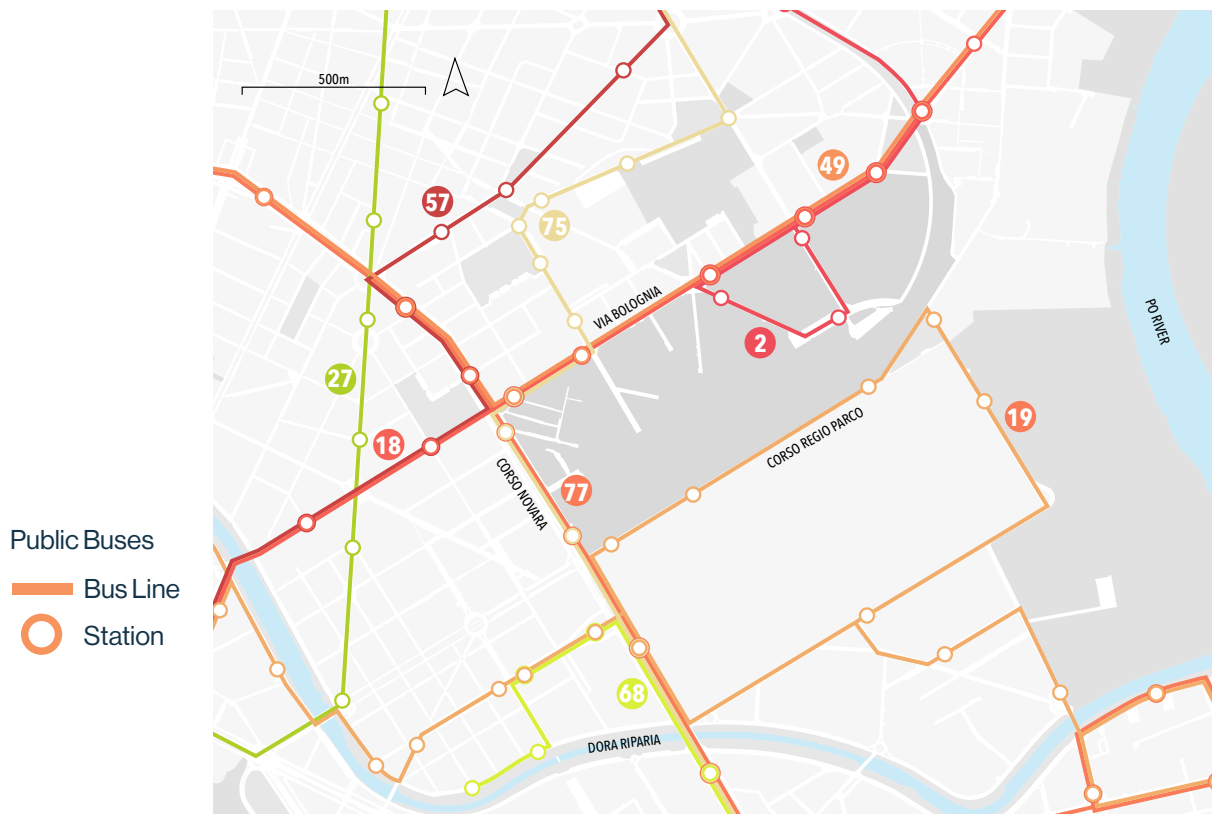 500m
49
57
75
VIA BOLOGNIA
PO RIVER
2
27
19
18
CORSO REGIO PARCO
CORSO NOVARA
77
Public Buses
Bus Line
Station
68
DORA RIPARIA